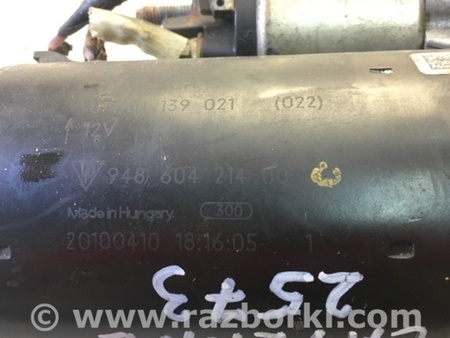 139 021 (022)
12V
948 604 214 00
Made in Hungary 300
20100410 18:16:05 1
2573
© www.razborki.com